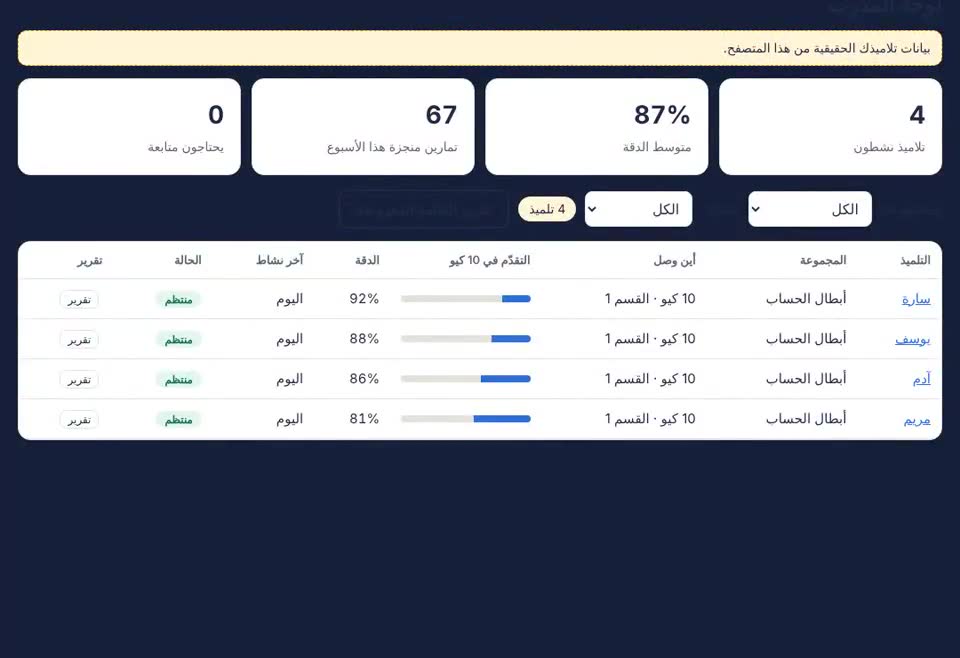 لوحة المدرب
بيانات تلاميذك الحقيقية من هذا المتصفح.
4
تلاميذ نشطون
87%
متوسط الدقة
67
تمارين منجزة هذا الأسبوع
0
يحتاجون متابعة
الكل
الكل
4 تلميذ
التلميذ المجموعة أين وصل التقدّم في 10 كيو الدقة آخر نشاط الحالة تقرير
سارة أبطال الحساب 10 كيو · القسم 1 92% اليوم منتظم تقرير
يوسف أبطال الحساب 10 كيو · القسم 1 88% اليوم منتظم تقرير
آدم أبطال الحساب 10 كيو · القسم 1 86% اليوم منتظم تقرير
مريم أبطال الحساب 10 كيو · القسم 1 81% اليوم منتظم تقرير